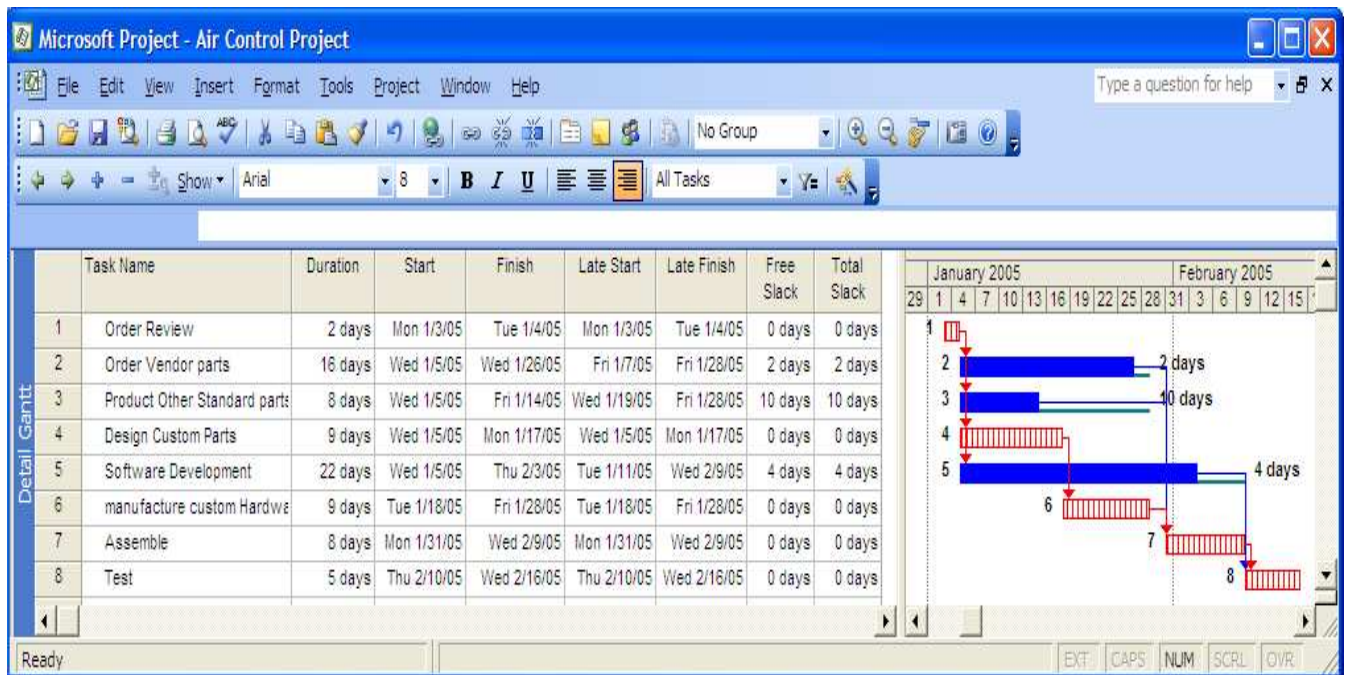 Microsoft Project - Air Control Project
File Edit View Insert Format Tools Project Window Help Type a question for help
ABC No Group
Show Arial 8 B I U All Tasks Y=
Task Name Duration Start Finish Late Start Late Finish Free Slack Total Slack January 2005 February 2005
29 1 4 7 10 13 16 19 22 25 28 31 3 6 9 12 15
1 Order Review 2 days Mon 1/3/05 Tue 1/4/05 Mon 1/3/05 Tue 1/4/05 0 days 0 days 1
2 Order Vendor parts 16 days Wed 1/5/05 Wed 1/26/05 Fri 1/7/05 Fri 1/28/05 2 days 2 days 2 2 days
3 Product Other Standard parts 8 days Wed 1/5/05 Fri 1/14/05 Wed 1/19/05 Fri 1/28/05 10 days 10 days 3 10 days
4 Design Custom Parts 9 days Wed 1/5/05 Mon 1/17/05 Wed 1/5/05 Mon 1/17/05 0 days 0 days 4
5 Software Development 22 days Wed 1/5/05 Thu 2/3/05 Tue 1/11/05 Wed 2/9/05 4 days 4 days 5 4 days
6 manufacture custom Hardwa 9 days Tue 1/18/05 Fri 1/28/05 Tue 1/18/05 Fri 1/28/05 0 days 0 days 6
7 Assemble 8 days Mon 1/31/05 Wed 2/9/05 Mon 1/31/05 Wed 2/9/05 0 days 0 days 7
8 Test 5 days Thu 2/10/05 Wed 2/16/05 Thu 2/10/05 Wed 2/16/05 0 days 0 days 8
Detail Gantt
Ready EXT CAPS NUM SCRL OVR